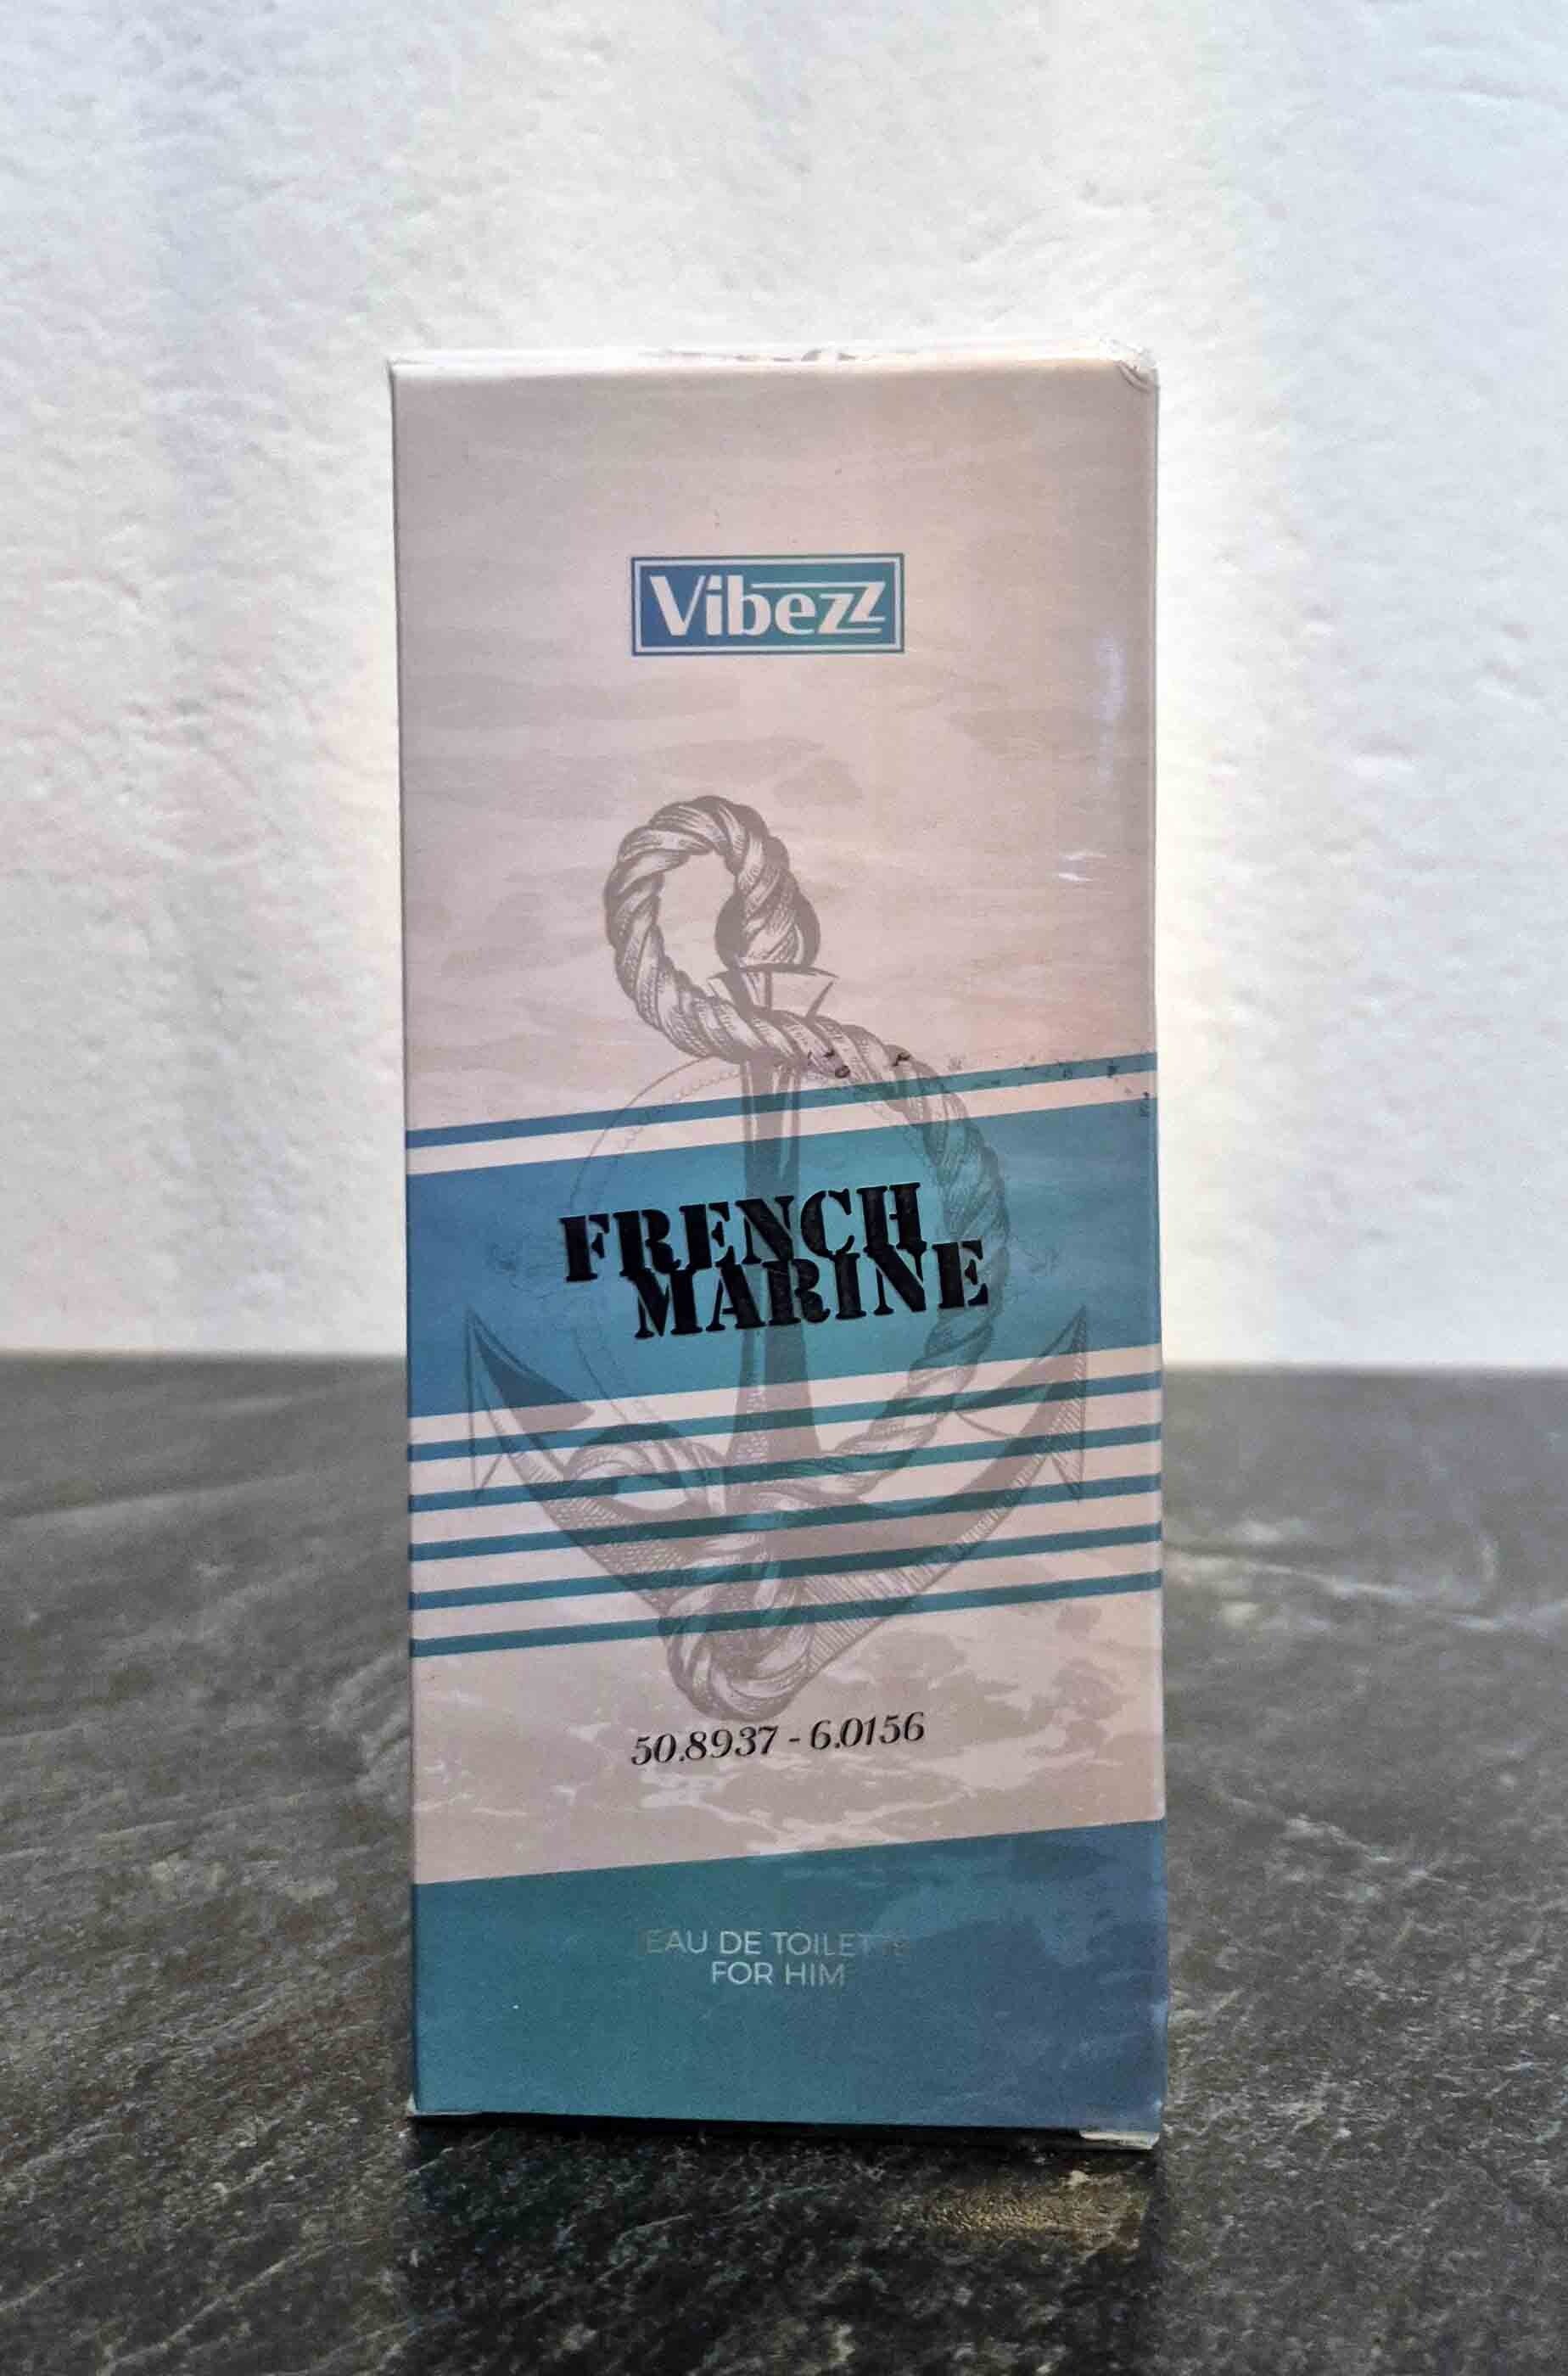 Vibezz
FRENCH
MARINE
50.8937 - 6.0156
EAU DE TOILETTE
FOR HIM